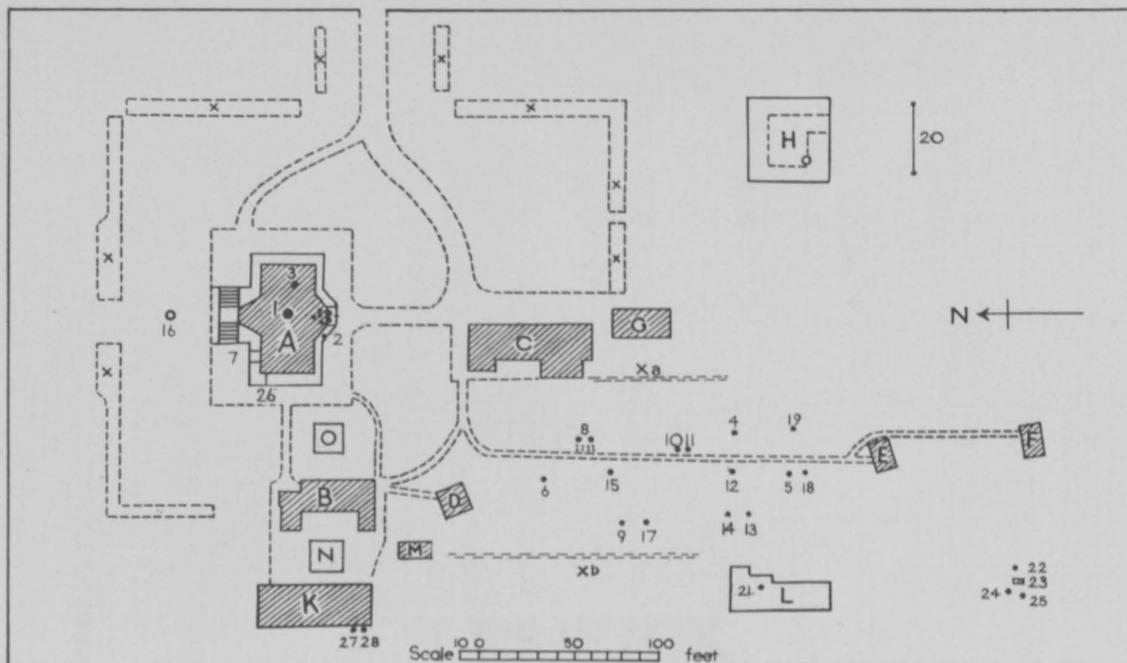 x x
x x H 20
x
3 x
x 1 13 x N
16 A 2 C G
7 x a
26
O 8 10 11 4 19 F
E
B 6 15 12 5 18
D
9 17 14 13
N M
x b 22
K 21 L 23
24 25
27 28
10 0 50 100
Scale feet